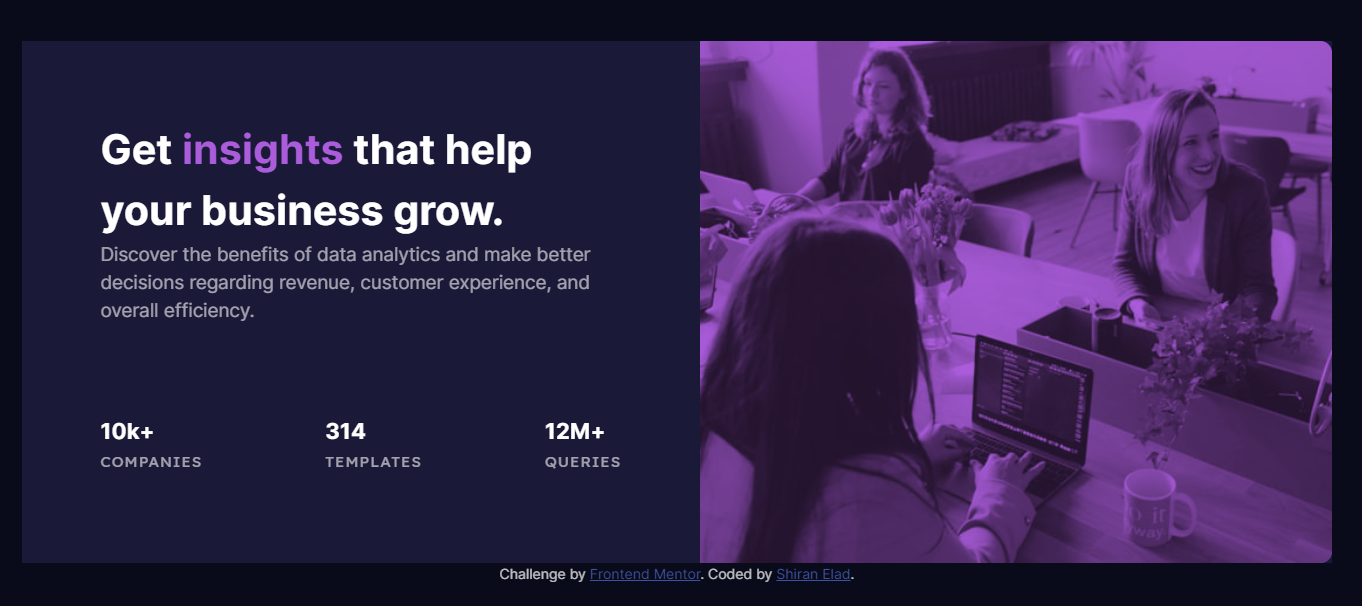 Get insights that help
your business grow.
Discover the benefits of data analytics and make better
decisions regarding revenue, customer experience, and
overall efficiency.
10k+ 314 12M+
COMPANIES TEMPLATES QUERIES
Challenge by Frontend Mentor. Coded by Shiran Elad.